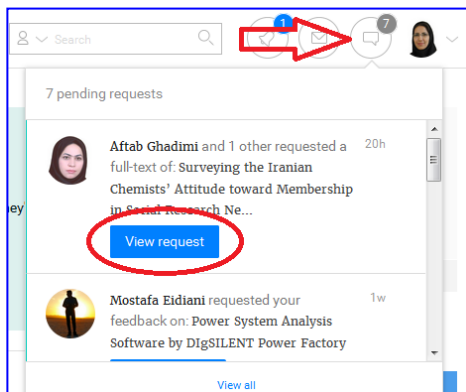 Search
1
7
7 pending requests
Aftab Ghadimi and 1 other requested a
20h
full-text of: Surveying the Iranian
Chemists' Attitude toward Membership
in Social Research Ne...
ney'
View request
Mostafa Eidiani requested your
1w
feedback on: Power System Analysis
Software by DIgSILENT Power Factory
View all